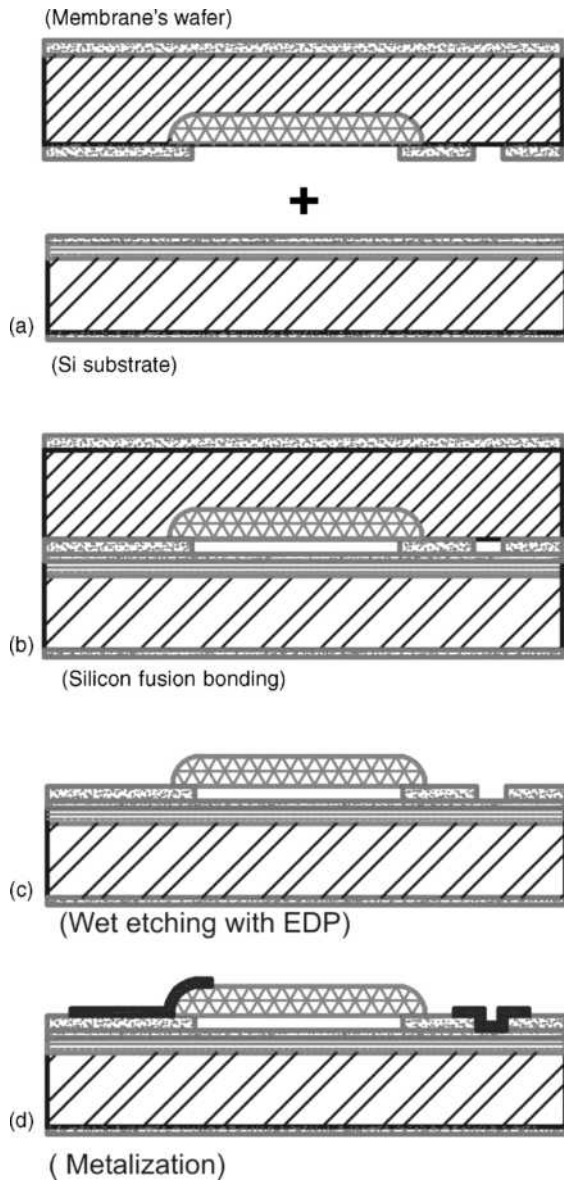 (Membrane's wafer)
+
(a)
(Si substrate)
(b)
(Silicon fusion bonding)
(c)
(Wet etching with EDP)
(d)
( Metalization)